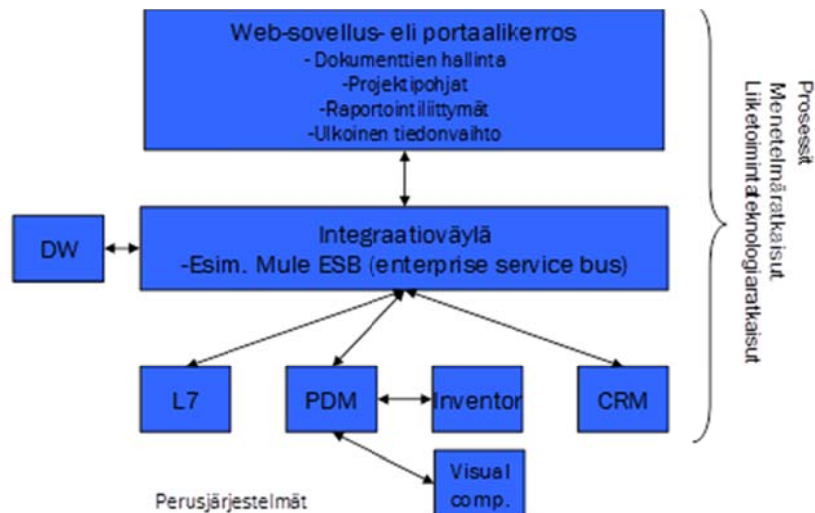 Web-sovellus- eli portaalikerros
- Dokumenttien hallinta
-Projektipohjat
-Raportointiliittymät
-Ulkoinen tiedonvaihto
Prosessit
Menetelmäratkaisut
Liiketoimintateknologiaratkaisut
DW
Integraatioväylä
-Esim. Mule ESB (enterprise service bus)
L7
PDM
Inventor
CRM
Visual
comp.
Perusjärjestelmät